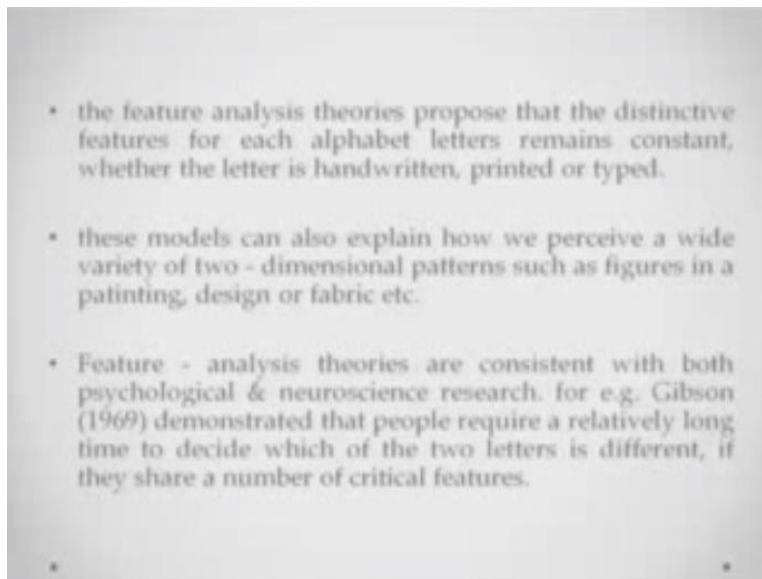 • the feature analysis theories propose that the distinctive
features for each alphabet letters remains constant,
whether the letter is handwritten, printed or typed.
• these models can also explain how we perceive a wide
variety of two - dimensional patterns such as figures in a
patinting, design or fabric etc.
• Feature - analysis theories are consistent with both
psychological & neuroscience research. for e.g. Gibson
(1969) demonstrated that people require a relatively long
time to decide which of the two letters is different, if
they share a number of critical features.